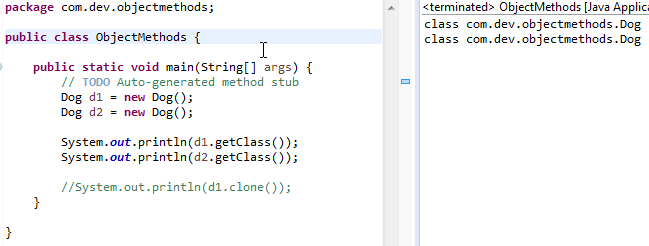 package com.dev.objectmethods;
public class ObjectMethods {
public static void main(String[] args) {
// TODO Auto-generated method stub
Dog d1 = new Dog();
Dog d2 = new Dog();
System.out.println(d1.getClass());
System.out.println(d2.getClass());
//System.out.println(d1.clone());
}
}
<terminated> ObjectMethods [Java Applica
class com.dev.objectmethods.Dog
class com.dev.objectmethods.Dog